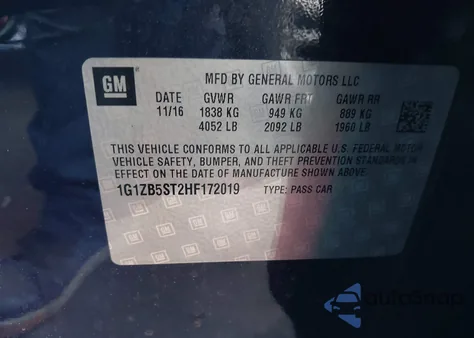 GM
MFD BY GENERAL MOTORS LLC
DATE GVWR GAWR FRT GAWR RR
11/16 1838 KG 949 KG 889 KG
4052 LB 2092 LB 1960 LB
THIS VEHICLE CONFORMS TO ALL APPLICABLE U.S. FEDERAL MOTOR
VEHICLE SAFETY, BUMPER, AND THEFT PREVENTION STANDARDS IN
EFFECT ON THE DATE OF MANUFACTURE SHOWN ABOVE.
1G1ZB5ST2HF172019 TYPE: PASS CAR
AutoSnap